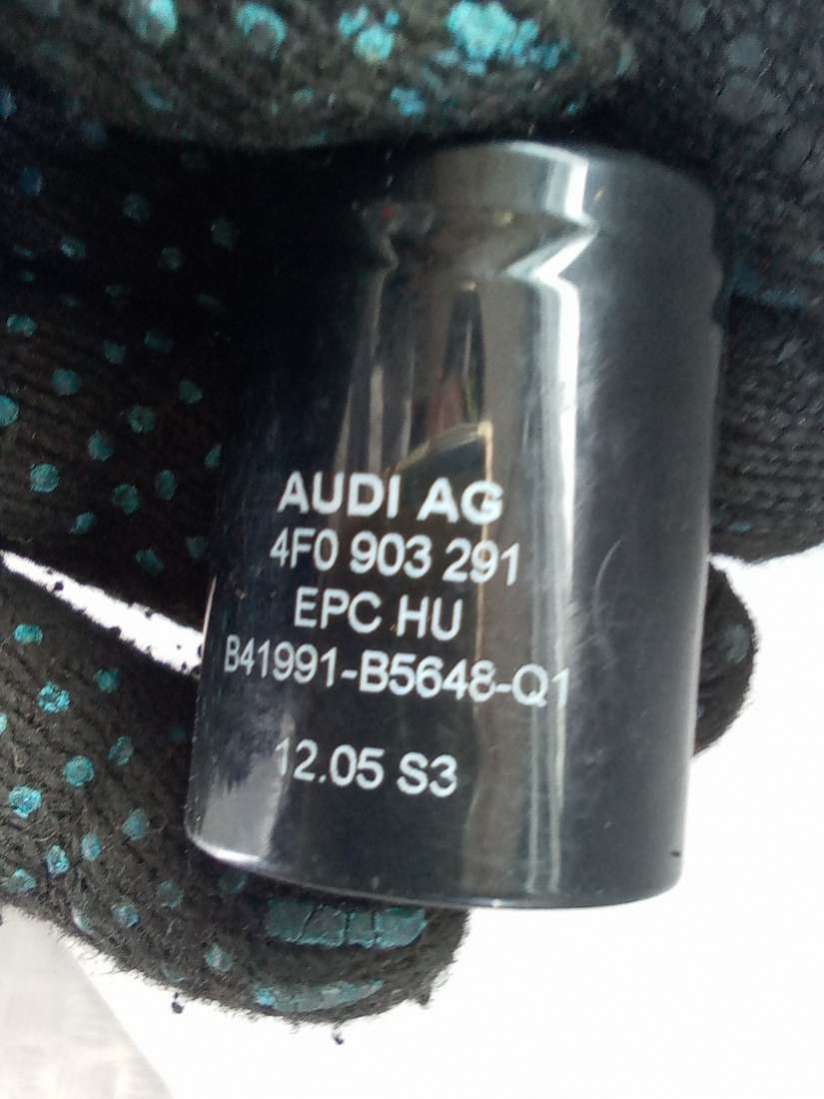 AUDI AG
4F0 903 291
EPC HU
B41991-B5648-Q1
12.05 S3